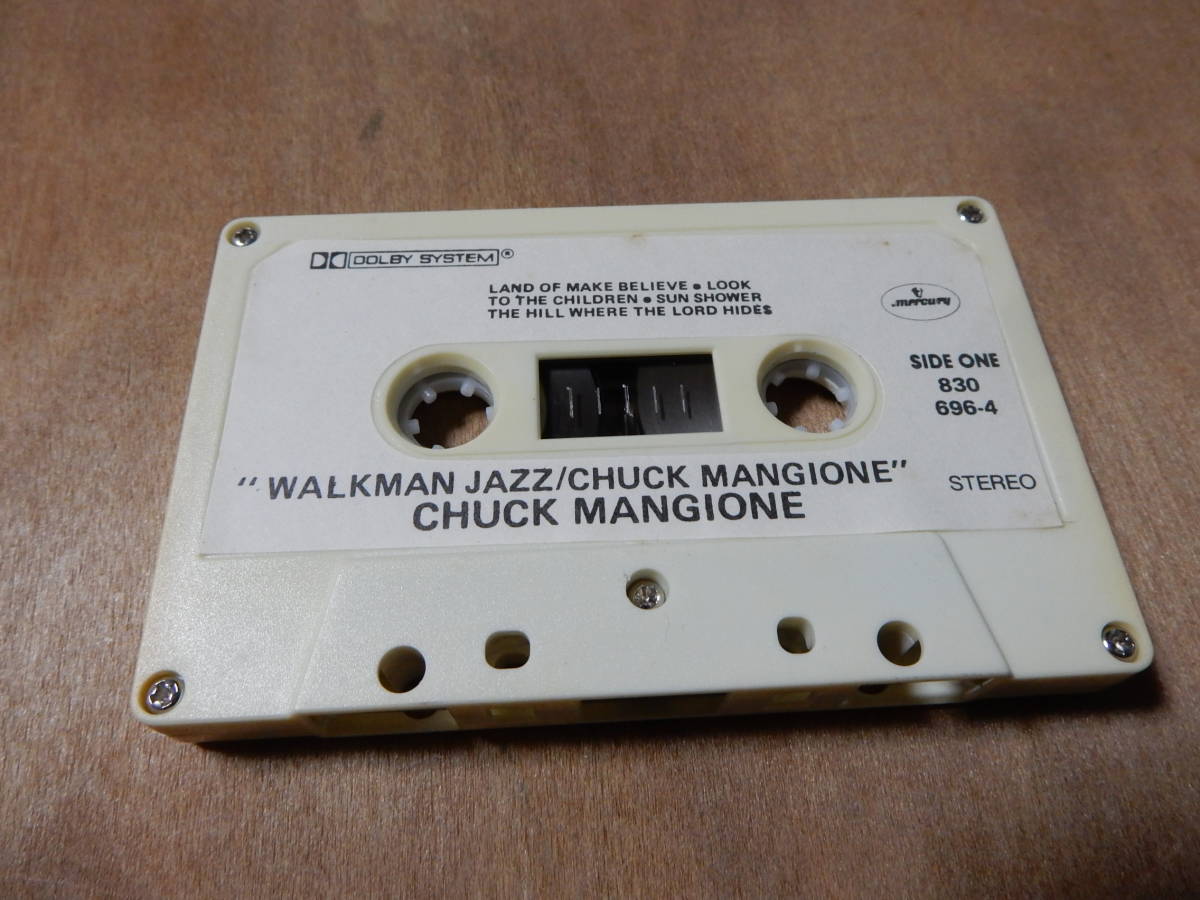 DOLBY SYSTEM®
LAND OF MAKE BELIEVE • LOOK
TO THE CHILDREN • SUN SHOWER
THE HILL WHERE THE LORD HIDES
mercury
SIDE ONE
830
696-4
"WALKMAN JAZZ/CHUCK MANGIONE"
CHUCK MANGIONE
STEREO